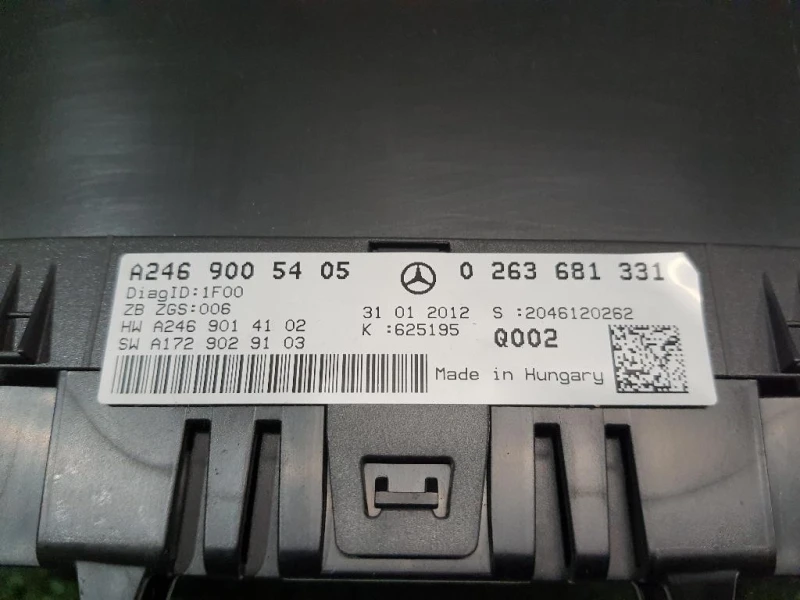 A246 900 54 05 0 263 681 331
DiagID:1F00
ZB ZGS:006 31 01 2012 S :2046120262
HW A246 901 41 02 K :625195 Q002
SW A172 902 91 03
Made in Hungary